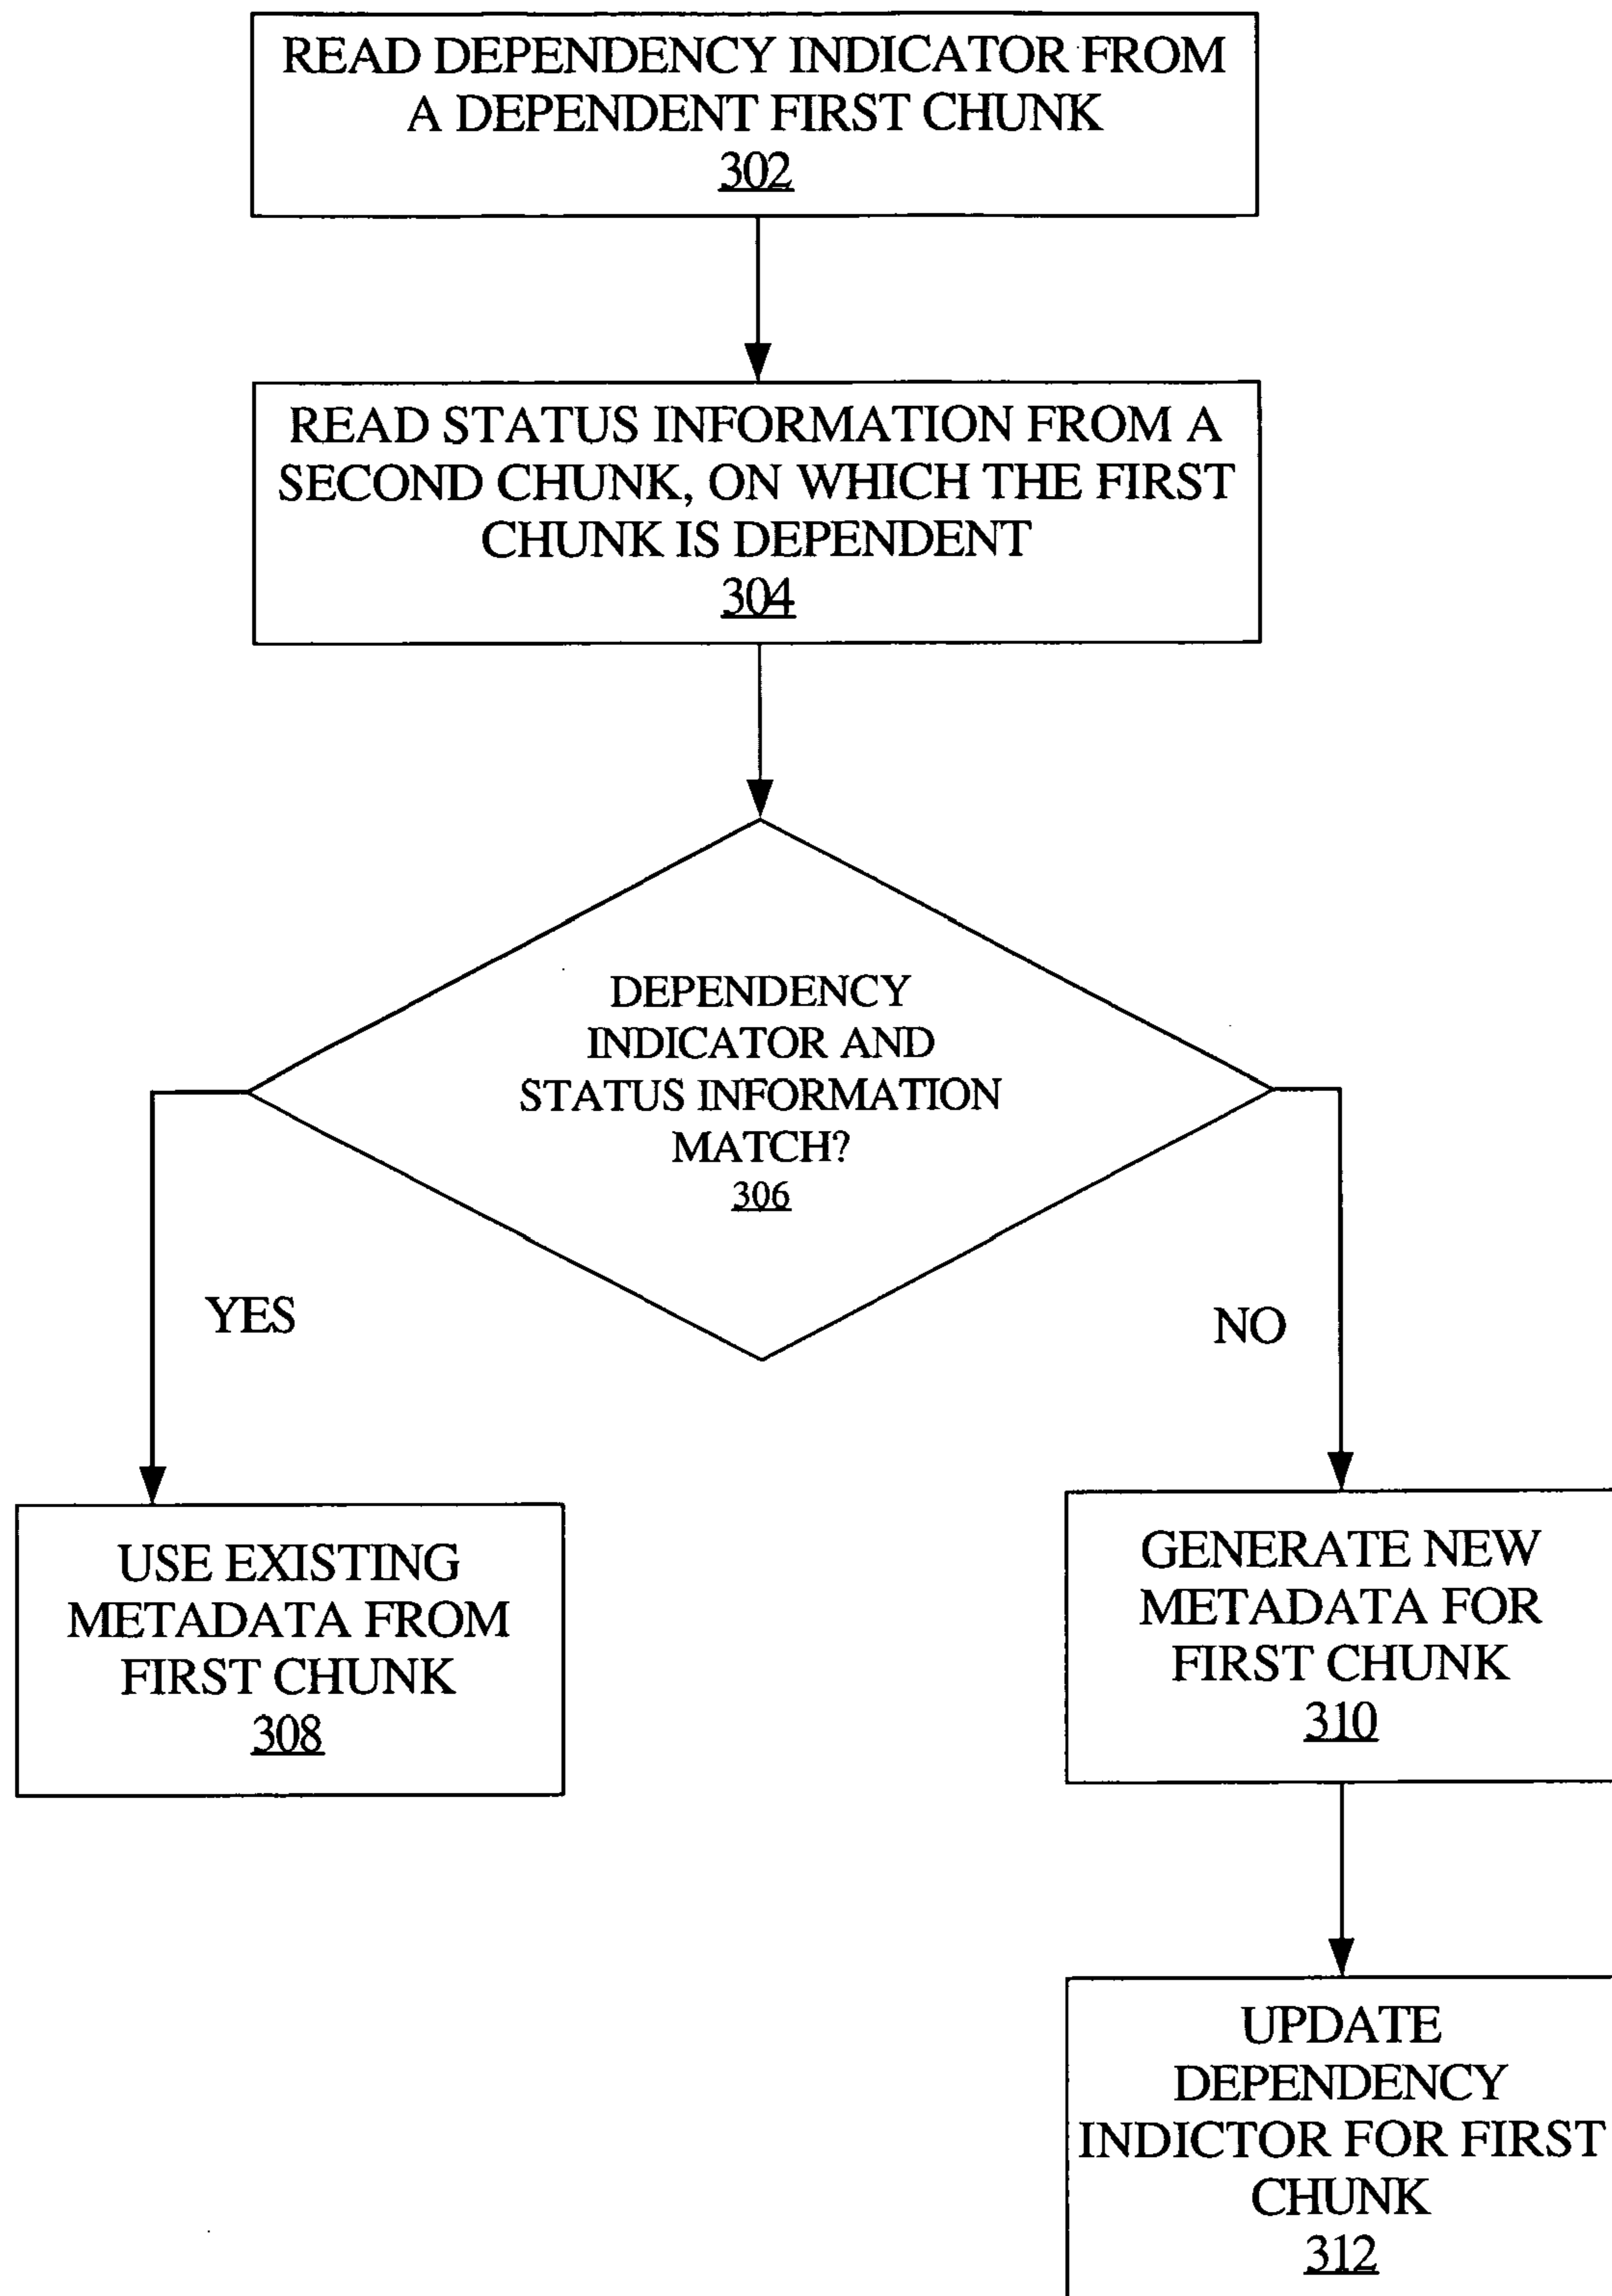 READ DEPENDENCY INDICATOR FROM
A DEPENDENT FIRST CHUNK
302
READ STATUS INFORMATION FROM A
SECOND CHUNK, ON WHICH THE FIRST
CHUNK IS DEPENDENT
304
DEPENDENCY
INDICATOR AND
STATUS INFORMATION
MATCH?
306
YES
NO
USE EXISTING
METADATA FROM
FIRST CHUNK
308
GENERATE NEW
METADATA FOR
FIRST CHUNK
310
UPDATE
DEPENDENCY
INDICTOR FOR FIRST
CHUNK
312